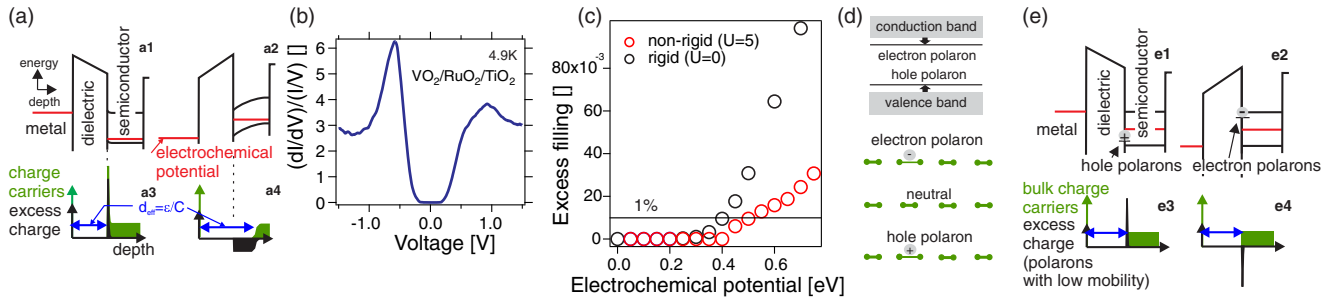 (a)
energy
depth
metal
dielectric
semiconductor
a1
a2
electrochemical
potential
charge
carriers
excess
charge
a3
d_eff=ε/C
a4
depth
(b)
(dI/dV)/(I/V) []
6
5
4
3
2
1
0
4.9K
VO₂/RuO₂/TiO₂
-1.0
0.0
1.0
Voltage [V]
(c)
Excess filling []
80x10⁻³
60
40
20
0
non-rigid (U=5)
rigid (U=0)
1%
0.0
0.2
0.4
0.6
Electrochemical potential [eV]
(d)
conduction band
electron polaron
hole polaron
valence band
electron polaron
-
neutral
hole polaron
+
(e)
e1
e2
dielectric
semiconductor
metal
hole polarons
electron polarons
bulk charge
carriers
excess
charge
(polarons
with low mobility)
e3
e4